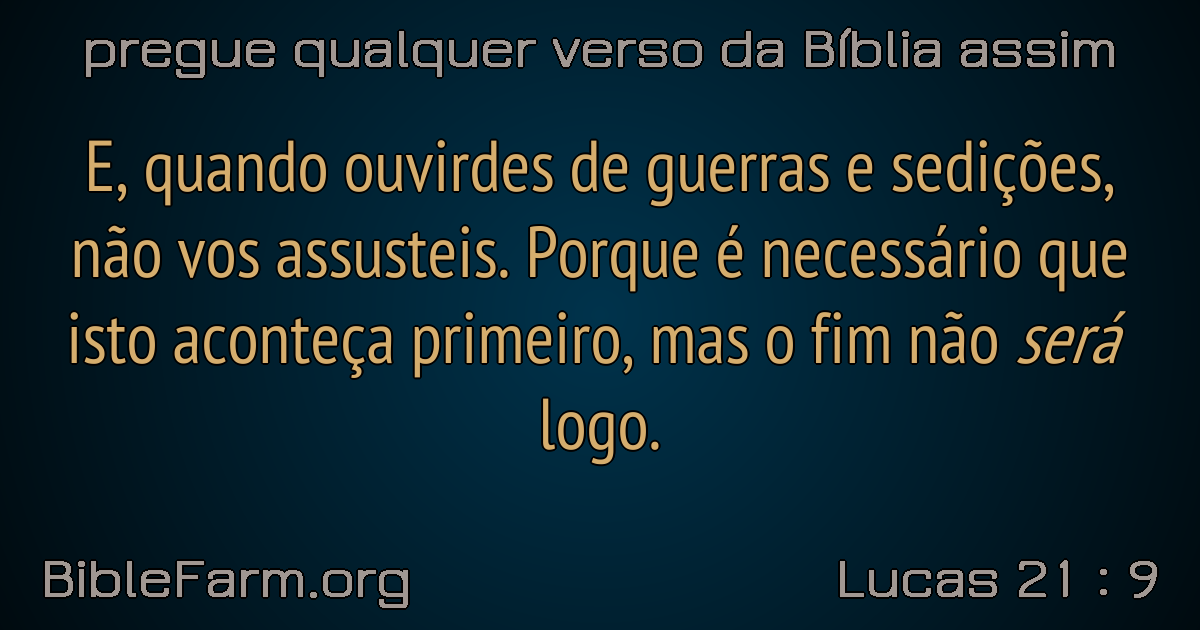 pregue qualquer verso da Bíblia assim
E, quando ouvirdes de guerras e sedições,
não vos assusteis. Porque é necessário que
isto aconteça primeiro, mas o fim não será
logo.
BibleFarm.org
Lucas 21 : 9